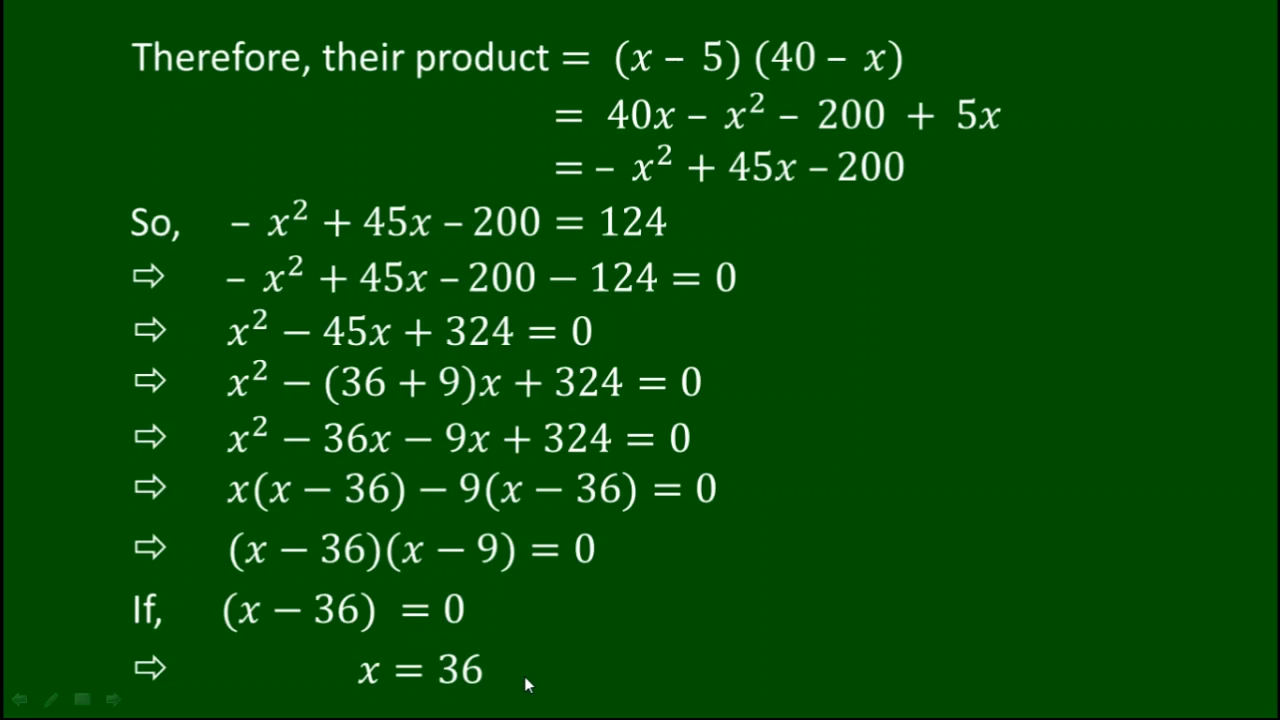 Therefore, their product = (x – 5) (40 – x)
= 40x – x² – 200 + 5x
= – x² + 45x – 200
So, – x² + 45x – 200 = 124
⇨ – x² + 45x – 200 − 124 = 0
⇨ x² − 45x + 324 = 0
⇨ x² − (36 + 9)x + 324 = 0
⇨ x² − 36x − 9x + 324 = 0
⇨ x(x − 36) − 9(x − 36) = 0
⇨ (x − 36)(x − 9) = 0
If, (x − 36) = 0
⇨ x = 36